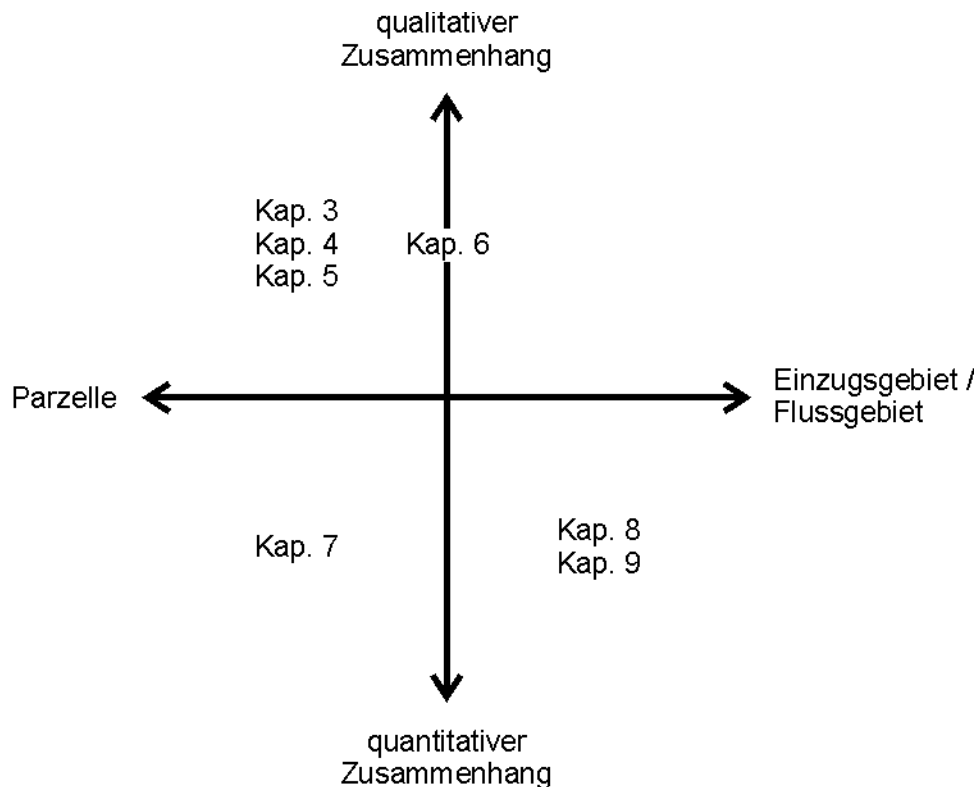 qualitativer
Zusammenhang
Kap. 3
Kap. 4
Kap. 5
Kap. 6
Parzelle
Einzugsgebiet /
Flussgebiet
Kap. 7
Kap. 8
Kap. 9
quantitativer
Zusammenhang